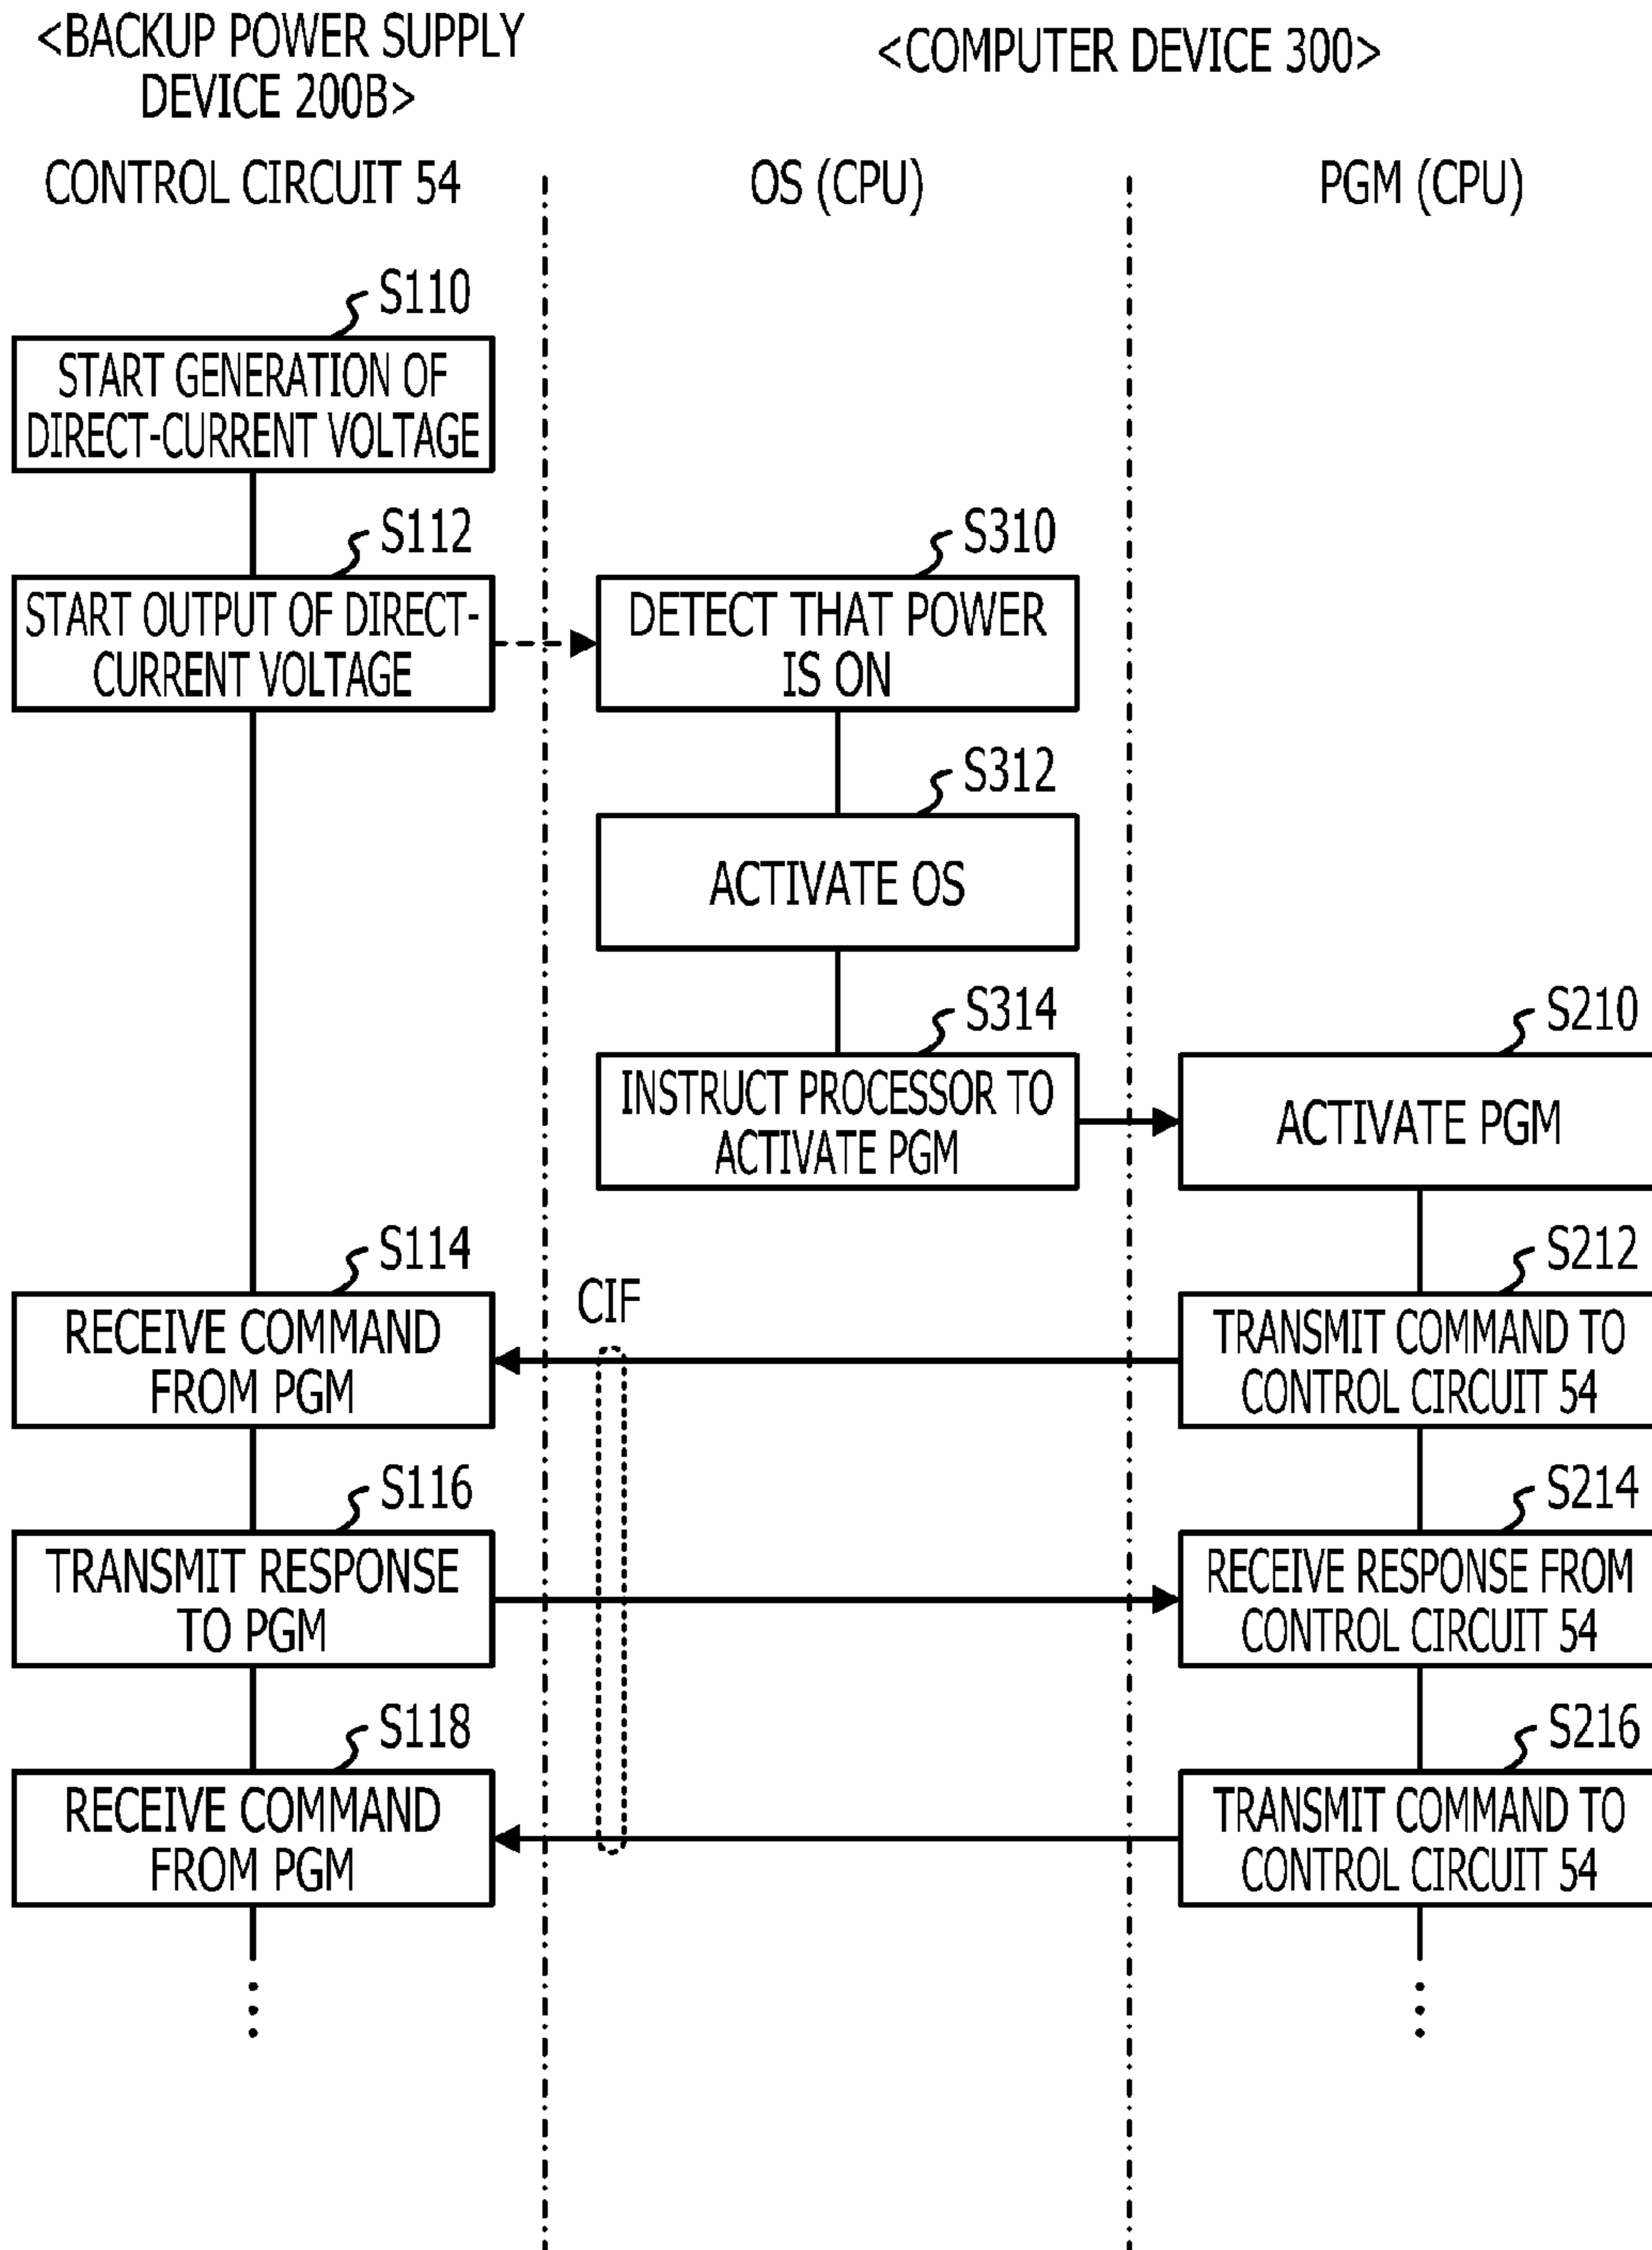 <BACKUP POWER SUPPLY
DEVICE 200B>
<COMPUTER DEVICE 300>
CONTROL CIRCUIT 54
OS (CPU)
PGM (CPU)
S110
START GENERATION OF
DIRECT-CURRENT VOLTAGE
S112
START OUTPUT OF DIRECT-
CURRENT VOLTAGE
S310
DETECT THAT POWER
IS ON
S312
ACTIVATE OS
S314
INSTRUCT PROCESSOR TO
ACTIVATE PGM
S210
ACTIVATE PGM
S114
RECEIVE COMMAND
FROM PGM
CIF
S212
TRANSMIT COMMAND TO
CONTROL CIRCUIT 54
S116
TRANSMIT RESPONSE
TO PGM
S214
RECEIVE RESPONSE FROM
CONTROL CIRCUIT 54
S118
RECEIVE COMMAND
FROM PGM
S216
TRANSMIT COMMAND TO
CONTROL CIRCUIT 54